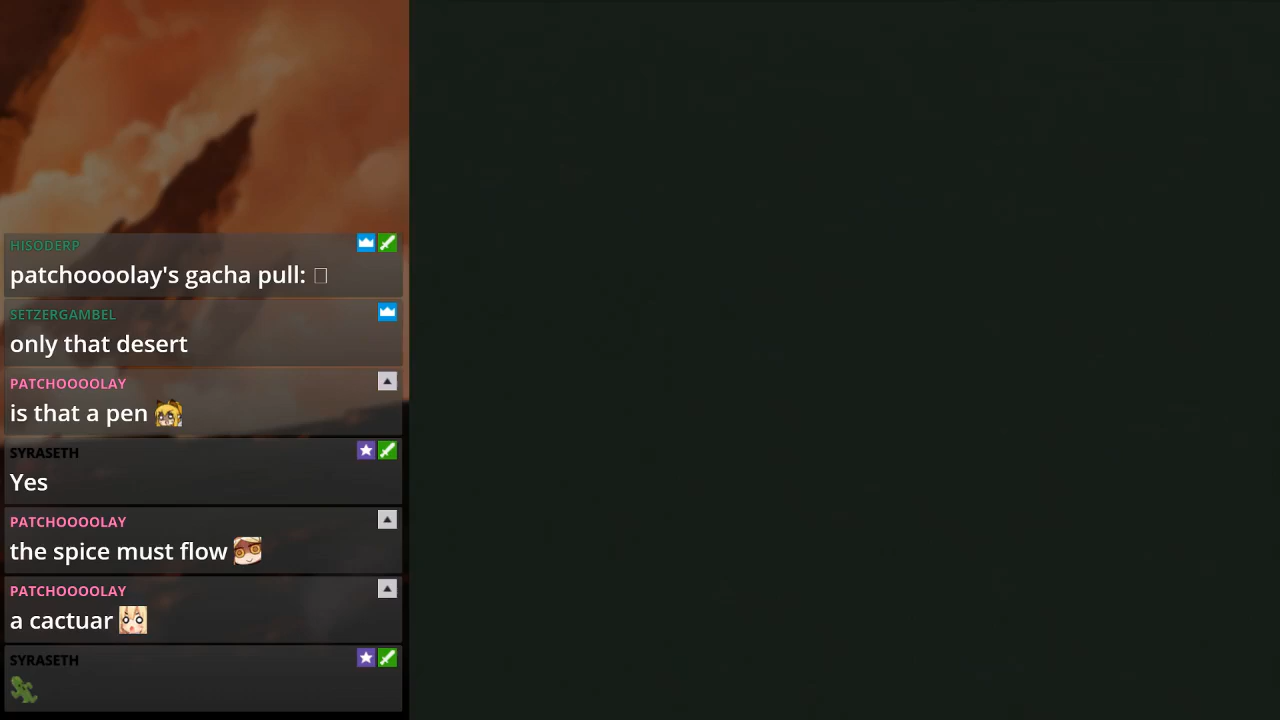 HISODERP
patchoooolay's gacha pull:
SETZERGAMBEL
only that desert
PATCHOOOOLAY
is that a pen
SYRASETH
Yes
PATCHOOOOLAY
the spice must flow
PATCHOOOOLAY
a cactuar
SYRASETH